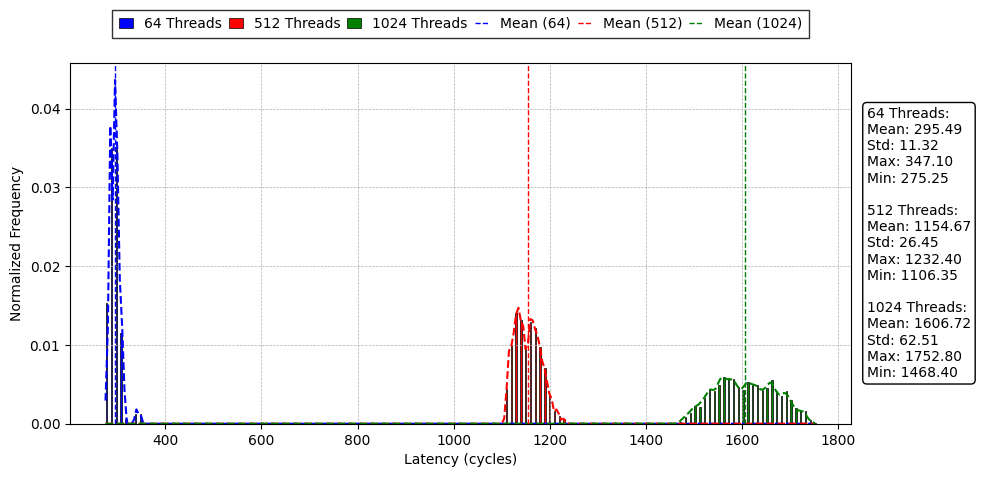 64 Threads 512 Threads 1024 Threads Mean (64) Mean (512) Mean (1024)
0.04
0.03
0.02
0.01
0.00
Normalized Frequency
400 600 800 1000 1200 1400 1600 1800
Latency (cycles)
64 Threads:
Mean: 295.49
Std: 11.32
Max: 347.10
Min: 275.25
512 Threads:
Mean: 1154.67
Std: 26.45
Max: 1232.40
Min: 1106.35
1024 Threads:
Mean: 1606.72
Std: 62.51
Max: 1752.80
Min: 1468.40